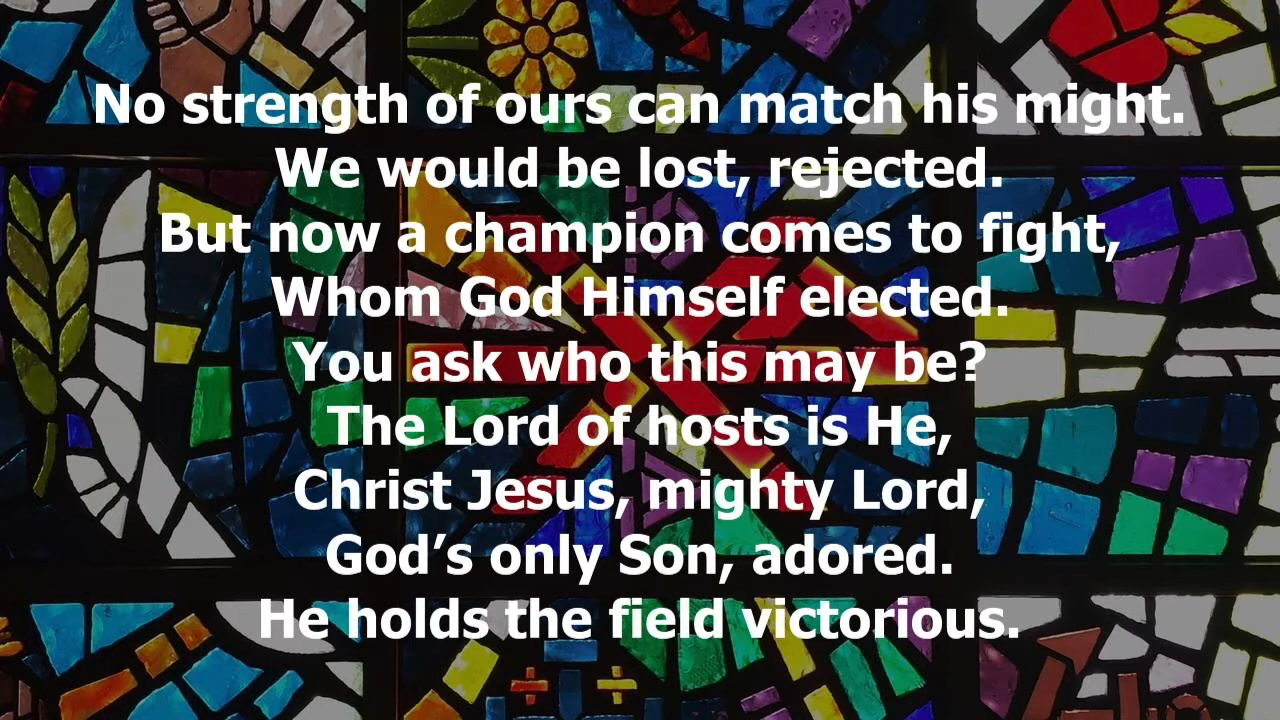 No strength of ours can match his might.
We would be lost, rejected.
But now a champion comes to fight,
Whom God Himself elected.
You ask who this may be?
The Lord of hosts is He,
Christ Jesus, mighty Lord,
God’s only Son, adored.
He holds the field victorious.